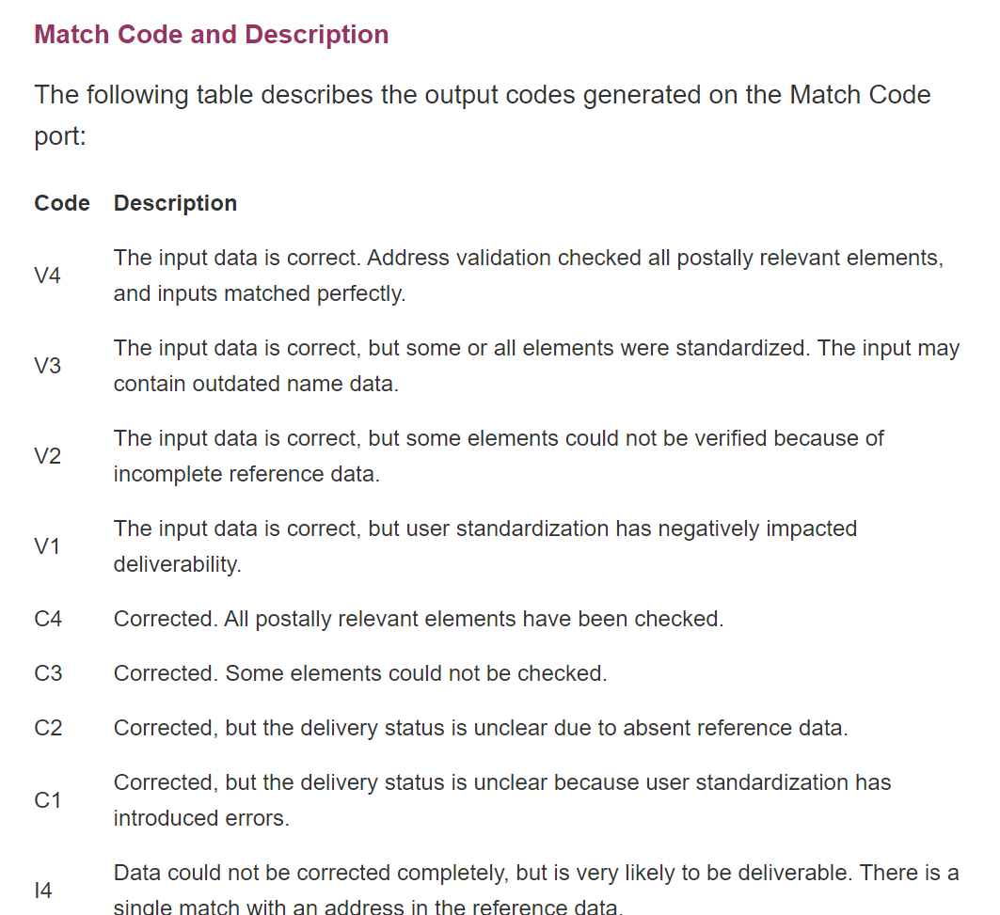 Match Code and Description
The following table describes the output codes generated on the Match Code
port:
Code Description
V4 The input data is correct. Address validation checked all postally relevant elements,
and inputs matched perfectly.
V3 The input data is correct, but some or all elements were standardized. The input may
contain outdated name data.
V2 The input data is correct, but some elements could not be verified because of
incomplete reference data.
V1 The input data is correct, but user standardization has negatively impacted
deliverability.
C4 Corrected. All postally relevant elements have been checked.
C3 Corrected. Some elements could not be checked.
C2 Corrected, but the delivery status is unclear due to absent reference data.
C1 Corrected, but the delivery status is unclear because user standardization has
introduced errors.
I4 Data could not be corrected completely, but is very likely to be deliverable. There is a
single match with an address in the reference data.